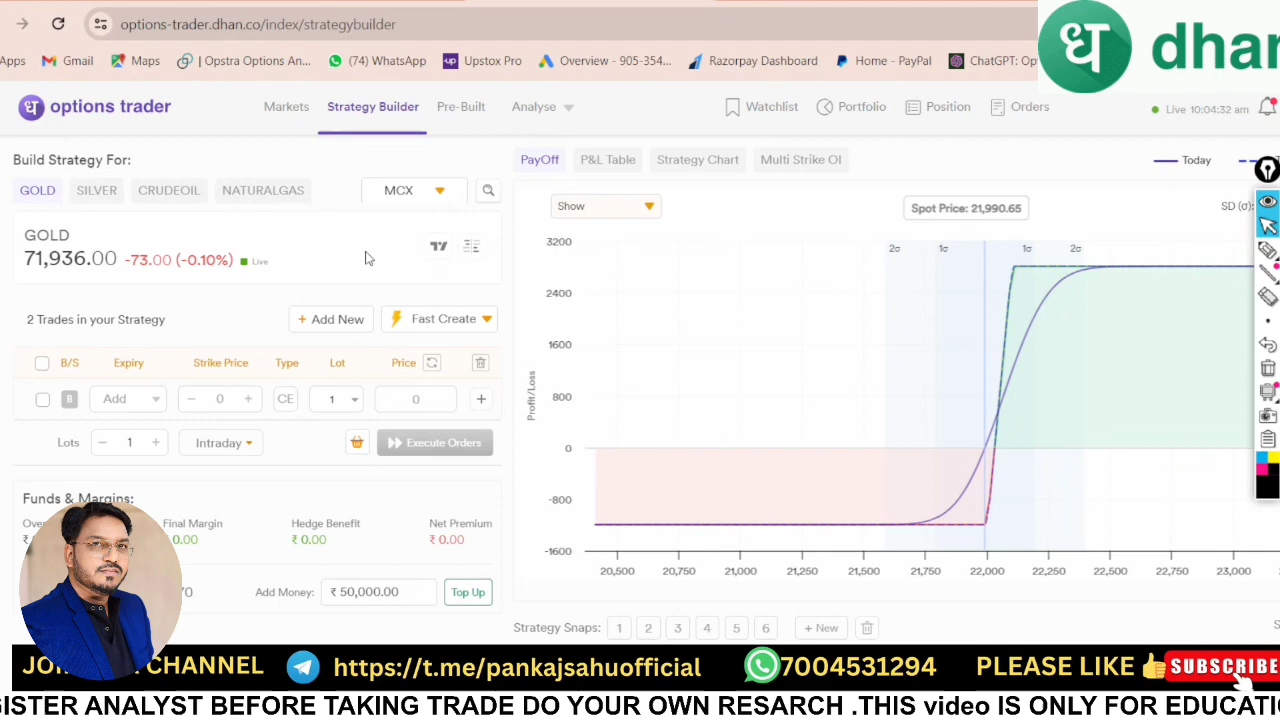 options-trader.dhan.co/index/strategybuilder
ध dhan
Apps Gmail Maps Opstra Options An... (74) WhatsApp up Upstox Pro Overview - 905-354... Razorpay Dashboard Home - PayPal ChatGPT: Op
ध options trader Markets Strategy Builder Pre-Built Analyse Watchlist Portfolio Position Orders Live 10:04:32 am
Build Strategy For:
PayOff P&L Table Strategy Chart Multi Strike OI Today
GOLD SILVER CRUDEOIL NATURALGAS MCX
Show Spot Price: 21,990.65 SD (σ):
GOLD
71,936.00 -73.00 (-0.10%) Live
2σ 1σ 1σ 2σ
3200
2400
1600
800
0
-800
-1600
Profit/Loss
20,500 20,750 21,000 21,250 21,500 21,750 22,000 22,250 22,500 22,750 23,000
2 Trades in your Strategy + Add New Fast Create
B/S Expiry Strike Price Type Lot Price
B Add − 0 + CE 1 0 +
Lots − 1 + Intraday Execute Orders
Funds & Margins:
Final Margin Hedge Benefit Net Premium
0.00 ₹ 0.00 ₹ 0.00
Add Money: ₹ 50,000.00 Top Up
Strategy Snaps: 1 2 3 4 5 6 + New
CHANNEL https://t.me/pankajsahuofficial 7004531294 PLEASE LIKE SUBSCRIBE
GISTER ANALYST BEFORE TAKING TRADE DO YOUR OWN RESARCH .THIS video IS ONLY FOR EDUCATI